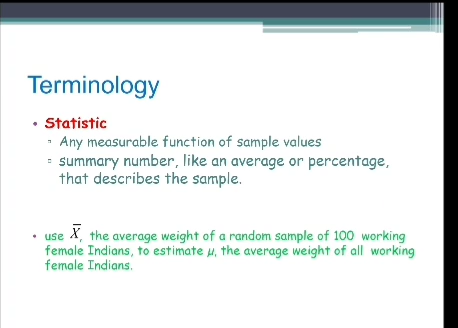 Terminology
• Statistic
▫ Any measurable function of sample values
▫ summary number, like an average or percentage,
that describes the sample.
• use X̅, the average weight of a random sample of 100 working
female Indians, to estimate μ, the average weight of all working
female Indians.